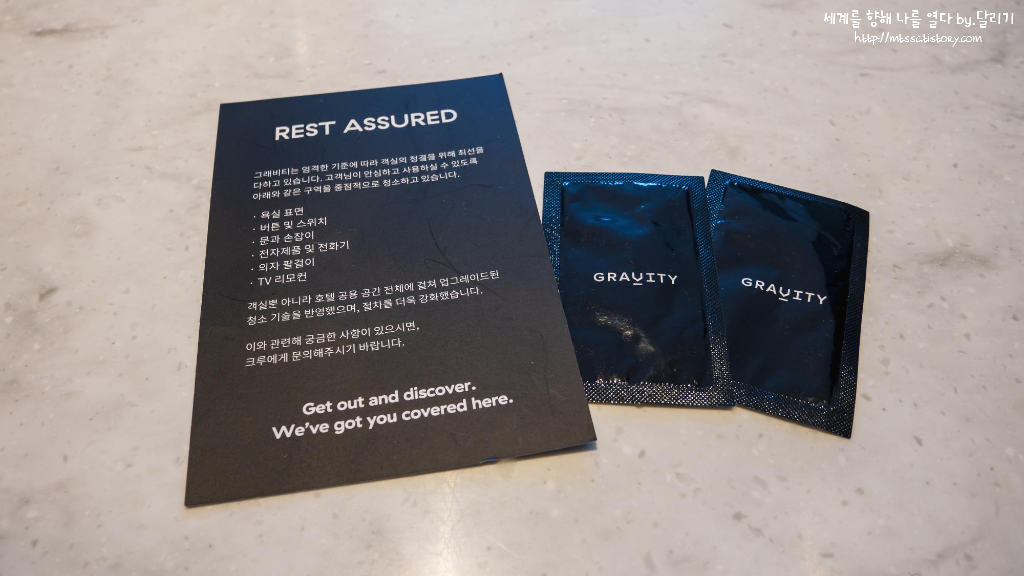 세계를 향해 나를 열다 by.달리기
http://mtssc.tistory.com
REST ASSURED
그래비티는 엄격한 기준에 따라 객실의 청결을 위해 최선을
다하고 있습니다. 고객님이 안심하고 사용하실 수 있도록
아래와 같은 구역을 중점적으로 청소하고 있습니다.
· 욕실 표면
· 버튼 및 스위치
· 문과 손잡이
· 전자제품 및 전화기
· 의자 팔걸이
· TV 리모컨
객실뿐 아니라 호텔 공용 공간 전체에 걸쳐 업그레이드된
청소 기술을 반영했으며, 절차를 더욱 강화했습니다.
이와 관련해 궁금한 사항이 있으시면,
크루에게 문의해주시기 바랍니다.
Get out and discover.
We've got you covered here.
GRAVITY
GRAVITY